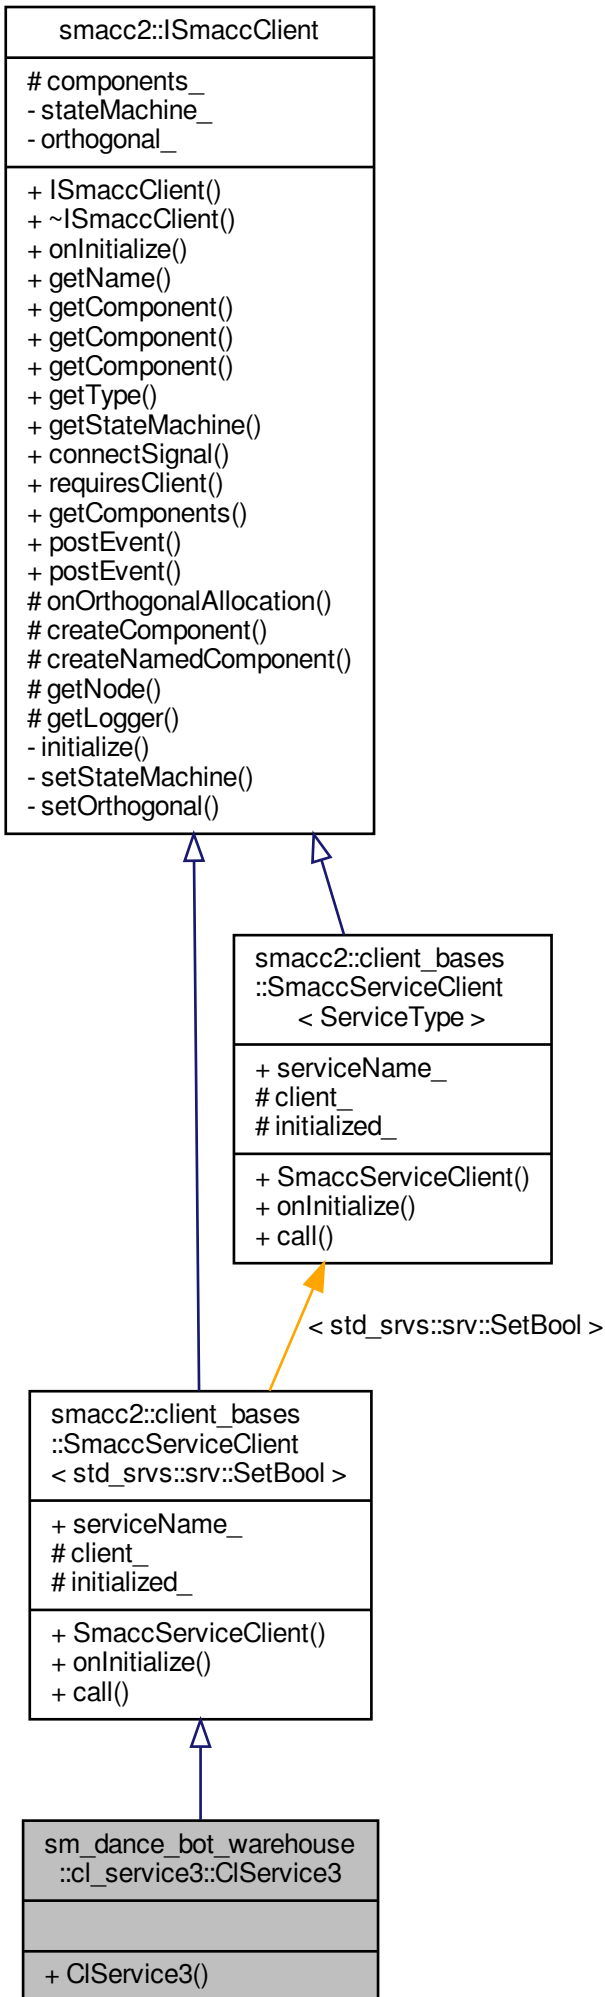 smacc2::ISmaccClient
# components_
- stateMachine_
- orthogonal_
+ ISmaccClient()
+ ~ISmaccClient()
+ onInitialize()
+ getName()
+ getComponent()
+ getComponent()
+ getComponent()
+ getType()
+ getStateMachine()
+ connectSignal()
+ requiresClient()
+ getComponents()
+ postEvent()
+ postEvent()
# onOrthogonalAllocation()
# createComponent()
# createNamedComponent()
# getNode()
# getLogger()
- initialize()
- setStateMachine()
- setOrthogonal()
smacc2::client_bases
::SmaccServiceClient
< ServiceType >
+ serviceName_
# client_
# initialized_
+ SmaccServiceClient()
+ onInitialize()
+ call()
< std_srvs::srv::SetBool >
smacc2::client_bases
::SmaccServiceClient
< std_srvs::srv::SetBool >
+ serviceName_
# client_
# initialized_
+ SmaccServiceClient()
+ onInitialize()
+ call()
sm_dance_bot_warehouse
::cl_service3::ClService3
+ ClService3()